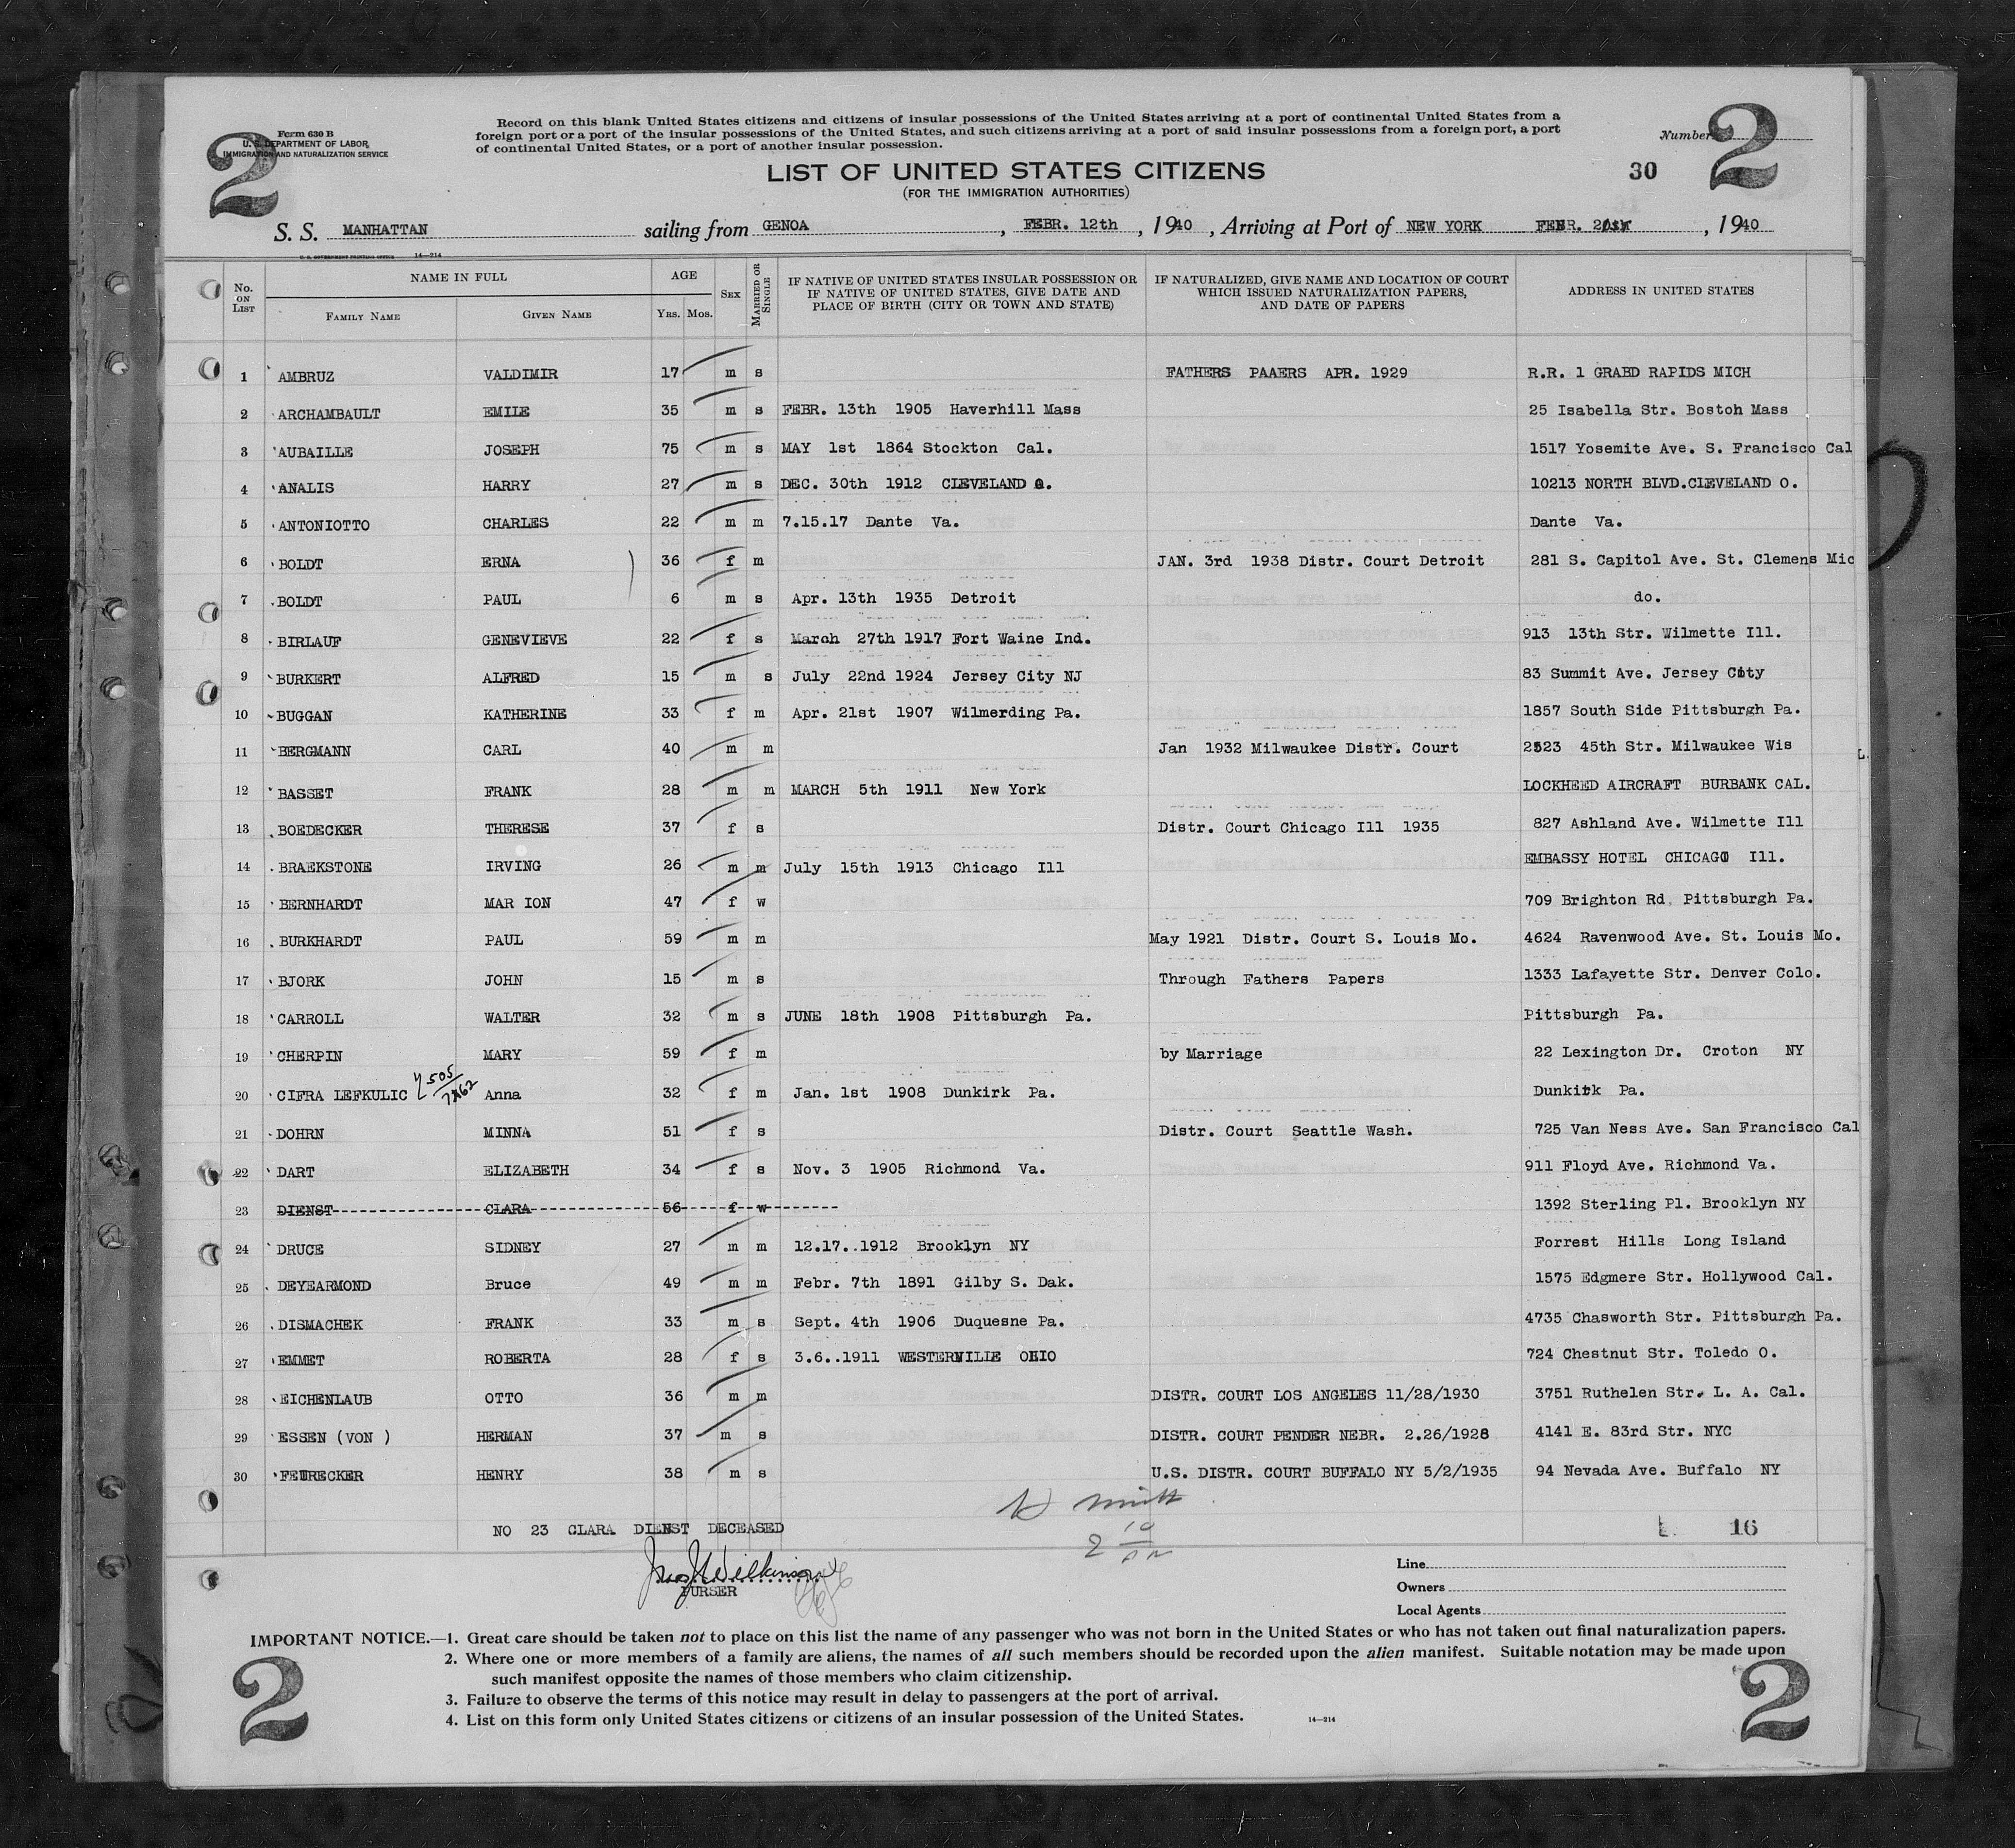 2
2
Form 630 B
U. S. DEPARTMENT OF LABOR
IMMIGRATION AND NATURALIZATION SERVICE
Record on this blank United States citizens and citizens of insular possessions of the United States arriving at a port of continental United States from a
foreign port or a port of the insular possessions of the United States, and such citizens arriving at a port of said insular possessions from a foreign port, a port
of continental United States, or a port of another insular possession.
Number
LIST OF UNITED STATES CITIZENS
(FOR THE IMMIGRATION AUTHORITIES)
30
S. S. MANHATTAN sailing from GENOA , FEBR. 12th , 1940 , Arriving at Port of NEW YORK , 1940
U. S. GOVERNMENT PRINTING OFFICE 14—214
No. ON LIST NAME IN FULL AGE SEX MARRIED OR SINGLE IF NATIVE OF UNITED STATES INSULAR POSSESSION OR IF NATIVE OF UNITED STATES, GIVE DATE AND PLACE OF BIRTH (CITY OR TOWN AND STATE) IF NATURALIZED, GIVE NAME AND LOCATION OF COURT WHICH ISSUED NATURALIZATION PAPERS, AND DATE OF PAPERS ADDRESS IN UNITED STATES
FAMILY NAME GIVEN NAME YRS. MOS.
1 AMBRUZ VALDIMIR 17 m s FATHERS PAAERS APR. 1929 R.R. 1 GRABD RAPIDS MICH
2 ARCHAMBAULT EMILE 35 m s FEBR. 13th 1905 Haverhill Mass 25 Isabella Str. Boston Mass
3 AUBAILLE JOSEPH 75 m s MAY 1st 1864 Stockton Cal. 1517 Yosemite Ave. S. Francisco Cal
4 ANALIS HARRY 27 m s DEC. 30th 1912 CLEVELAND O. 10213 NORTH BLVD.CLEVELAND O.
5 ANTONIOTTO CHARLES 22 m m 7.15.17 Dante Va. Dante Va.
6 BOLDT ERNA 36 f m JAN. 3rd 1938 Distr. Court Detroit 281 S. Capitol Ave. St. Clemens Mic
7 BOLDT PAUL 6 m s Apr. 13th 1935 Detroit do.
8 BIRLAUF GENEVIEVE 22 f s March 27th 1917 Fort Waine Ind. 913 13th Str. Wilmette Ill.
9 BURKERT ALFRED 15 m s July 22nd 1924 Jersey City NJ 83 Summit Ave. Jersey City
10 BUGGAN KATHERINE 33 f m Apr. 21st 1907 Wilmerding Pa. 1857 South Side Pittsburgh Pa.
11 BERGMANN CARL 40 m m Jan 1932 Milwaukee Distr. Court 2523 45th Str. Milwaukee Wis
12 BASSET FRANK 28 m m MARCH 5th 1911 New York LOCKHEED AIRCRAFT BURBANK CAL.
13 BOEDECKER THERESE 37 f s Distr. Court Chicago Ill 1935 827 Ashland Ave. Wilmette Ill
14 BRAEKSTONE IRVING 26 m m July 15th 1913 Chicago Ill EMBASSY HOTEL CHICAGO Ill.
15 BERNHARDT MAR ION 47 f w 709 Brighton Rd. Pittsburgh Pa.
16 BURKHARDT PAUL 59 m m May 1921 Distr. Court S. Louis Mo. 4624 Ravenwood Ave. St. Louis Mo.
17 BJORK JOHN 15 m s Through Fathers Papers 1333 Lafayette Str. Denver Colo.
18 CARROLL WALTER 32 m s JUNE 18th 1908 Pittsburgh Pa. Pittsburgh Pa.
19 CHERPIN MARY 59 f m by Marriage 22 Lexington Dr. Croton NY
20 CIFRA LEFKULIC Anna 32 f m Jan. 1st 1908 Dunkirk Pa. Dunkirk Pa.
21 DOHRN MINNA 51 f s Distr. Court Seattle Wash. 725 Van Ness Ave. San Francisco Cal
22 DART ELIZABETH 34 f s Nov. 3 1905 Richmond Va. 911 Floyd Ave. Richmond Va.
23 DIENST CLARA 56 f w 1392 Sterling Pl. Brooklyn NY
24 DRUCE SIDNEY 27 m m 12.17..1912 Brooklyn NY Forrest Hills Long Island
25 DEYEARMOND Bruce 49 m m Febr. 7th 1891 Gilby S. Dak. 1575 Edgmere Str. Hollywood Cal.
26 DISMACHEK FRANK 33 m s Sept. 4th 1906 Duquesne Pa. 4735 Chasworth Str. Pittsburgh Pa.
27 EMMET ROBERTA 28 f s 3.6..1911 WESTERVILLE OHIO 724 Chestnut Str. Toledo O.
28 EICHENLAUB OTTO 36 m m DISTR. COURT LOS ANGELES 11/28/1930 3751 Ruthelen Str. L. A. Cal.
29 ESSEN (VON ) HERMAN 37 m s DISTR. COURT PENDER NEBR. 2.26/1928 4141 E. 83rd Str. NYC
30 FEURECKER HENRY 38 m s U.S. DISTR. COURT BUFFALO NY 5/2/1935 94 Nevada Ave. Buffalo NY
NO 23 CLARA DIENST DECEASED
16
Wilkinson
PURSER
Line
Owners
Local Agents
IMPORTANT NOTICE.—1. Great care should be taken not to place on this list the name of any passenger who was not born in the United States or who has not taken out final naturalization papers.
2. Where one or more members of a family are aliens, the names of all such members should be recorded upon the alien manifest. Suitable notation may be made upon
such manifest opposite the names of those members who claim citizenship.
3. Failure to observe the terms of this notice may result in delay to passengers at the port of arrival.
4. List on this form only United States citizens or citizens of an insular possession of the United States. 14—214
2
2